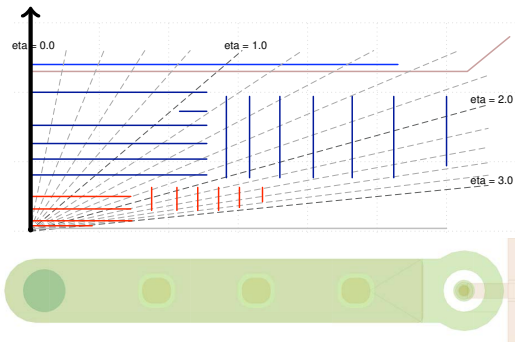 eta = 0.0
eta = 1.0
eta = 2.0
eta = 3.0